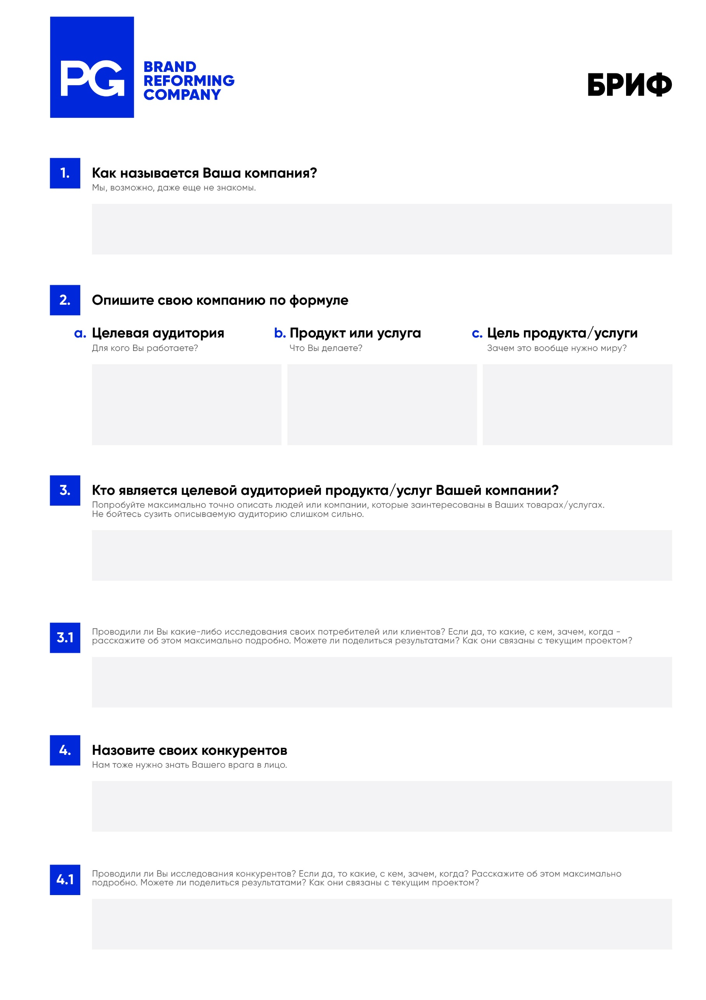 PG
BRAND
REFORMING
COMPANY
БРИФ
1.
Как называется Ваша компания?
Мы, возможно, даже еще не знакомы.
2.
Опишите свою компанию по формуле
a. Целевая аудитория
Для кого Вы работаете?
b. Продукт или услуга
Что Вы делаете?
c. Цель продукта/услуги
Зачем это вообще нужно миру?
3.
Кто является целевой аудиторией продукта/услуг Вашей компании?
Попробуйте максимально точно описать людей или компании, которые заинтересованы в Ваших товарах/услугах.
Не бойтесь сузить описываемую аудиторию слишком сильно.
3.1
Проводили ли Вы какие-либо исследования своих потребителей или клиентов? Если да, то какие, с кем, зачем, когда -
расскажите об этом максимально подробно. Можете ли поделиться результатами? Как они связаны с текущим проектом?
4.
Назовите своих конкурентов
Нам тоже нужно знать Вашего врага в лицо.
4.1
Проводили ли Вы исследования конкурентов? Если да, то какие, с кем, зачем, когда? Расскажите об этом максимально
подробно. Можете ли поделиться результатами? Как они связаны с текущим проектом?